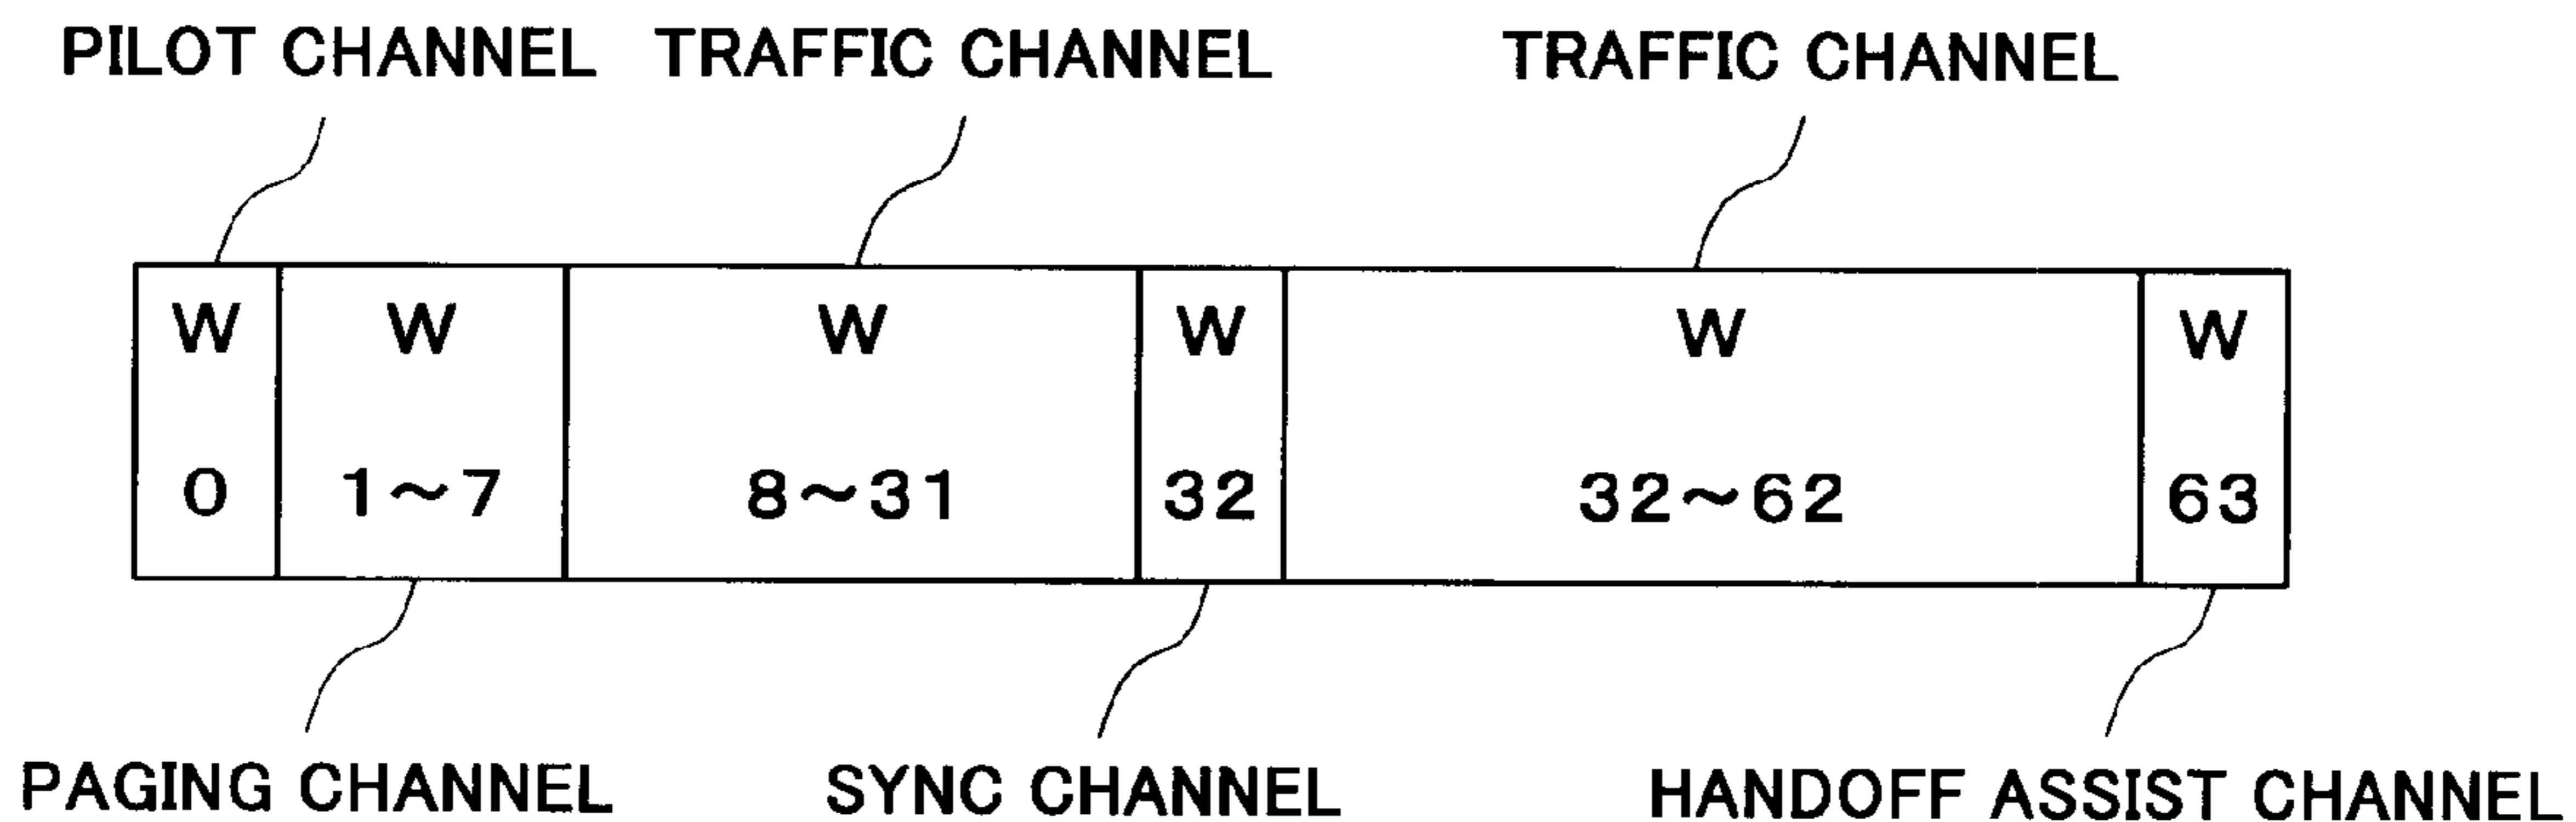 PILOT CHANNEL TRAFFIC CHANNEL TRAFFIC CHANNEL
W W W W W W
0 1~7 8~31 32 32~62 63
PAGING CHANNEL SYNC CHANNEL HANDOFF ASSIST CHANNEL